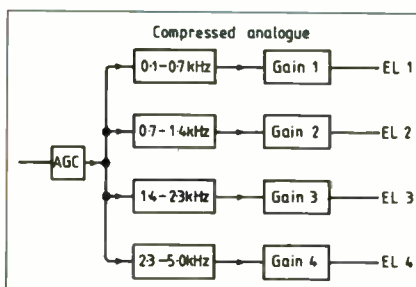 Compressed analogue
0·1–0·7kHz Gain 1 EL 1
0·7–1·4kHz Gain 2 EL 2
AGC
1·4–2·3kHz Gain 3 EL 3
2·3–5·0kHz Gain 4 EL 4